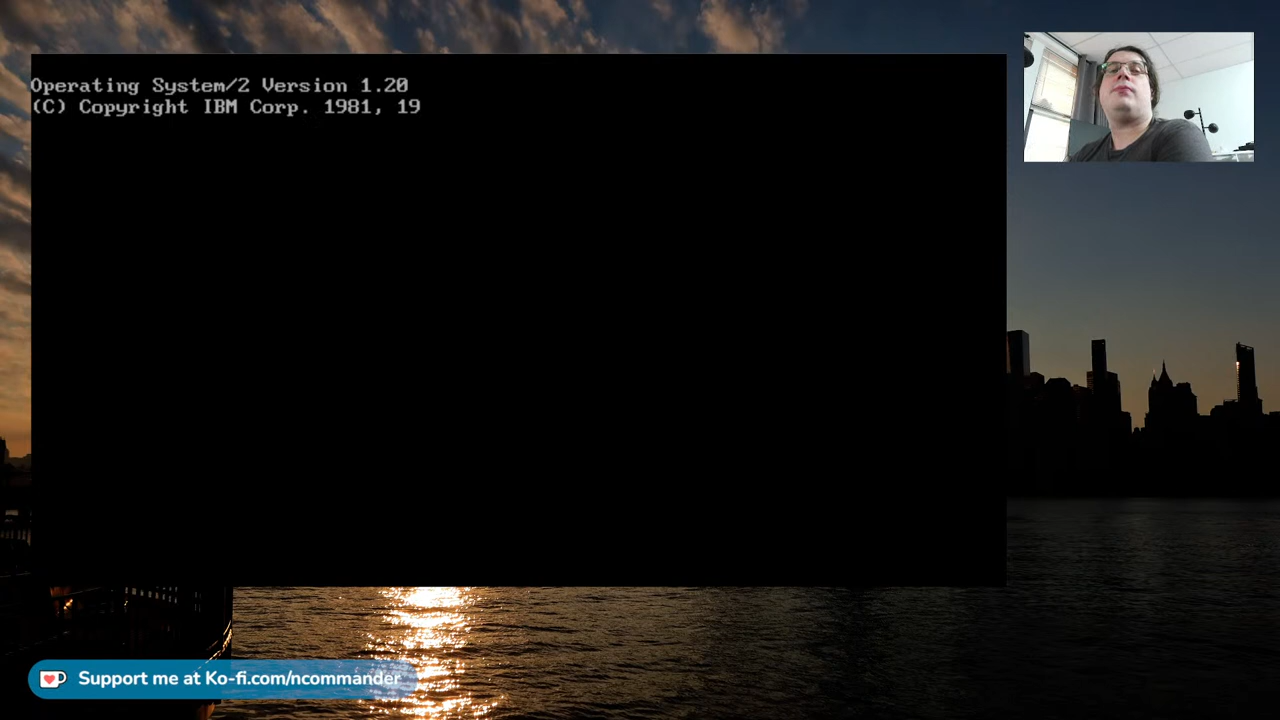 Operating System/2 Version 1.20
(C) Copyright IBM Corp. 1981, 19
Support me at Ko-fi.com/ncommander